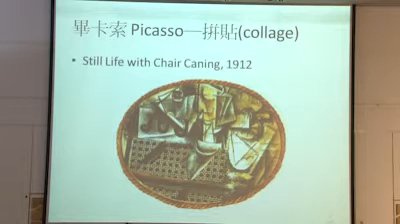 畢卡索 Picasso—拼貼(collage)
• Still Life with Chair Caning, 1912